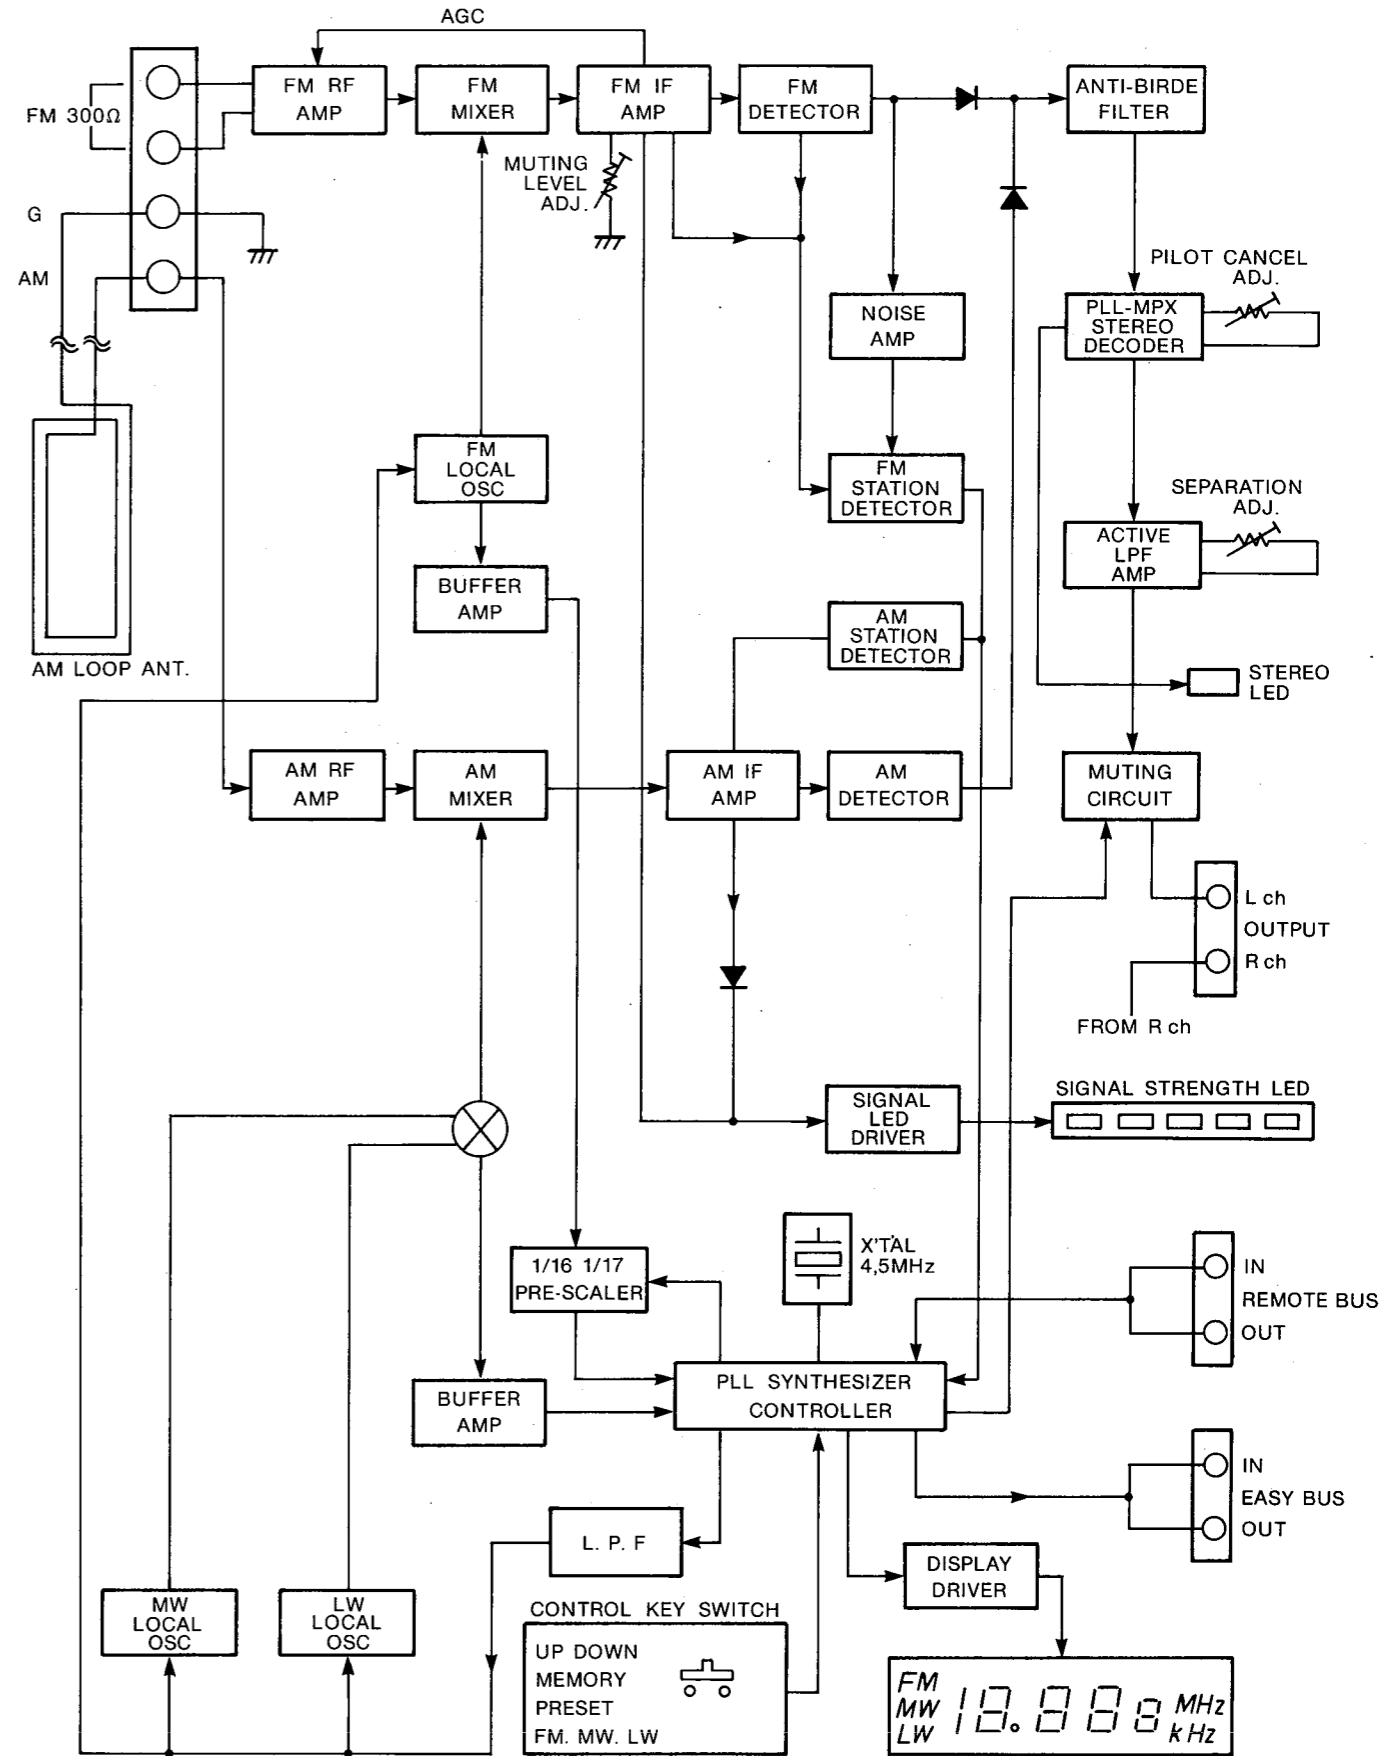 AGC
FM 300Ω
G
AM
FM RF
AMP
FM
MIXER
FM IF
AMP
FM
DETECTOR
ANTI-BIRDE
FILTER
MUTING
LEVEL
ADJ.
NOISE
AMP
PILOT CANCEL
ADJ.
PLL-MPX
STEREO
DECODER
FM
LOCAL
OSC
FM
STATION
DETECTOR
SEPARATION
ADJ.
ACTIVE
LPF
AMP
BUFFER
AMP
AM
STATION
DETECTOR
AM LOOP ANT.
STEREO
LED
AM RF
AMP
AM
MIXER
AM IF
AMP
AM
DETECTOR
MUTING
CIRCUIT
L ch
OUTPUT
R ch
FROM R ch
SIGNAL
LED
DRIVER
SIGNAL STRENGTH LED
1/16 1/17
PRE-SCALER
X'TAL
4,5MHz
IN
REMOTE BUS
OUT
PLL SYNTHESIZER
CONTROLLER
BUFFER
AMP
IN
EASY BUS
OUT
L. P. F
DISPLAY
DRIVER
MW
LOCAL
OSC
LW
LOCAL
OSC
CONTROL KEY SWITCH
UP DOWN
MEMORY
PRESET
FM. MW. LW
FM
MW
LW
18.888
MHz
kHz